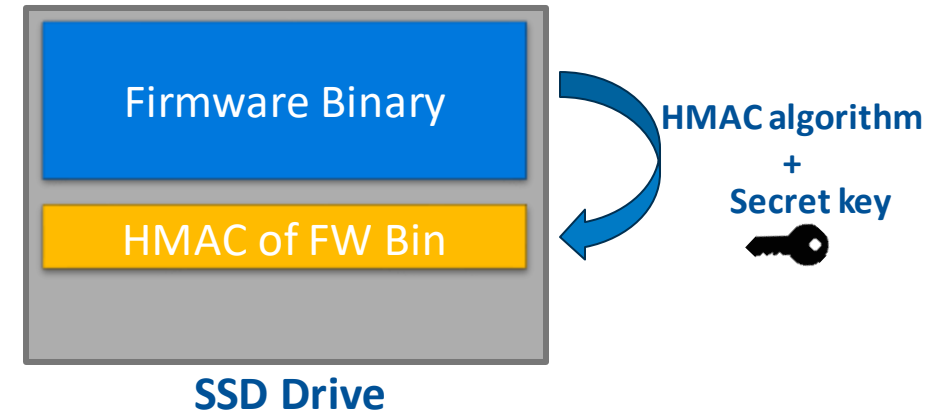 Firmware Binary
HMAC algorithm
+
Secret key
HMAC of FW Bin
SSD Drive